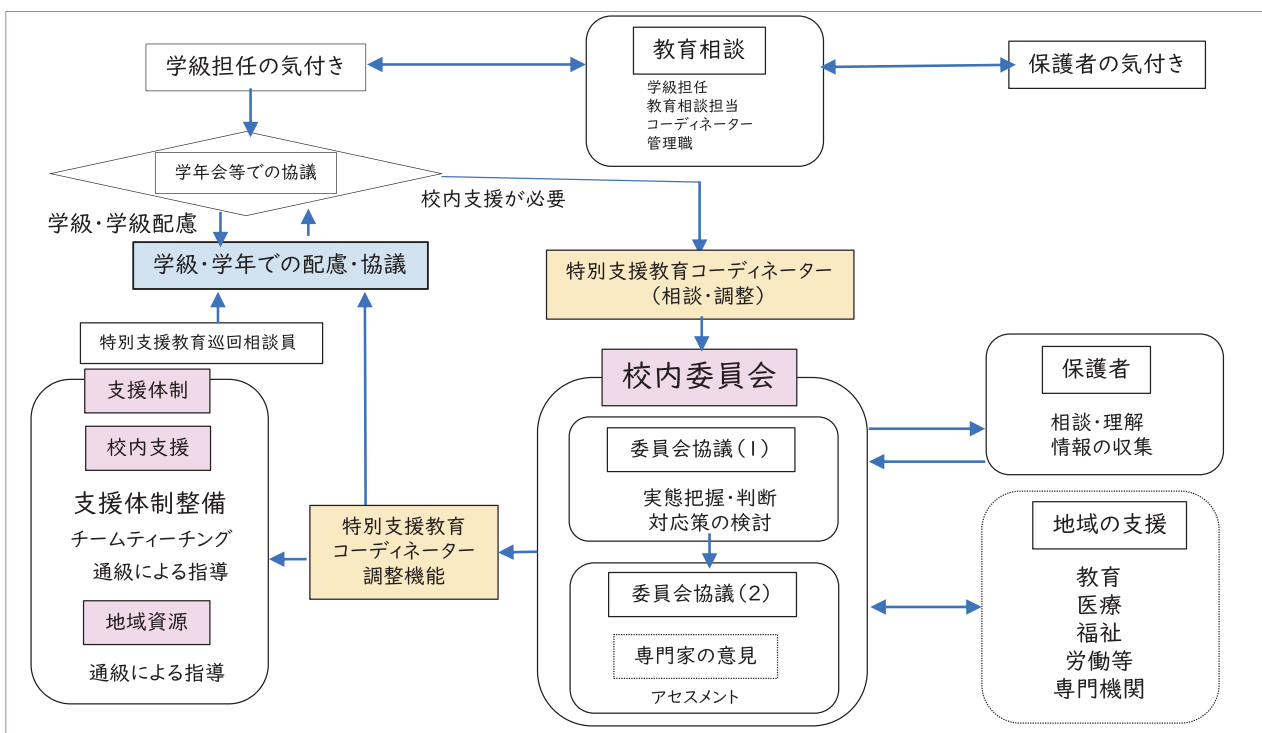 学級担任の気付き
教育相談
学級担任
教育相談担当
コーディネーター
管理職
保護者の気付き
学年会等での協議
校内支援が必要
学級・学級配慮
学級・学年での配慮・協議
特別支援教育コーディネーター
（相談・調整）
特別支援教育巡回相談員
支援体制
校内支援
支援体制整備
チームティーチング
通級による指導
地域資源
通級による指導
特別支援教育
コーディネーター
調整機能
校内委員会
委員会協議(1)
実態把握・判断
対応策の検討
委員会協議(2)
専門家の意見
アセスメント
保護者
相談・理解
情報の収集
地域の支援
教育
医療
福祉
労働等
専門機関